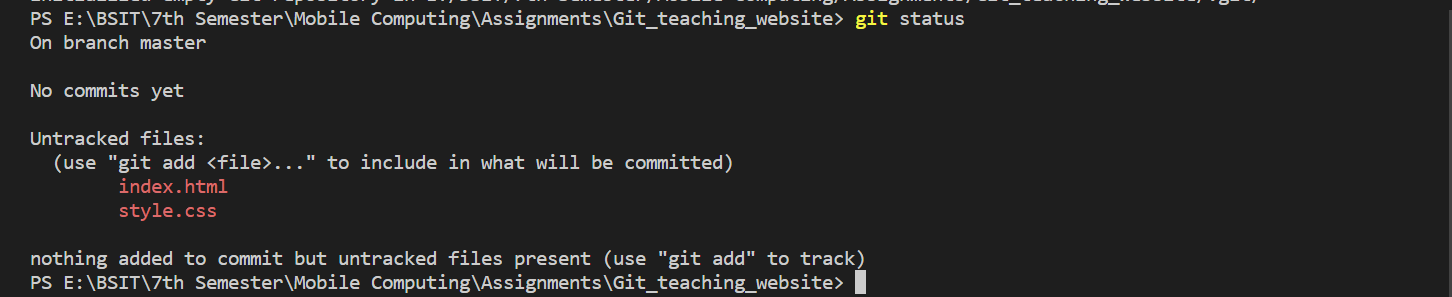 PS E:\BSIT\7th Semester\Mobile Computing\Assignments\Git_teaching_website> git status
On branch master
No commits yet
Untracked files:
(use "git add <file>..." to include in what will be committed)
index.html
style.css
nothing added to commit but untracked files present (use "git add" to track)
PS E:\BSIT\7th Semester\Mobile Computing\Assignments\Git_teaching_website>